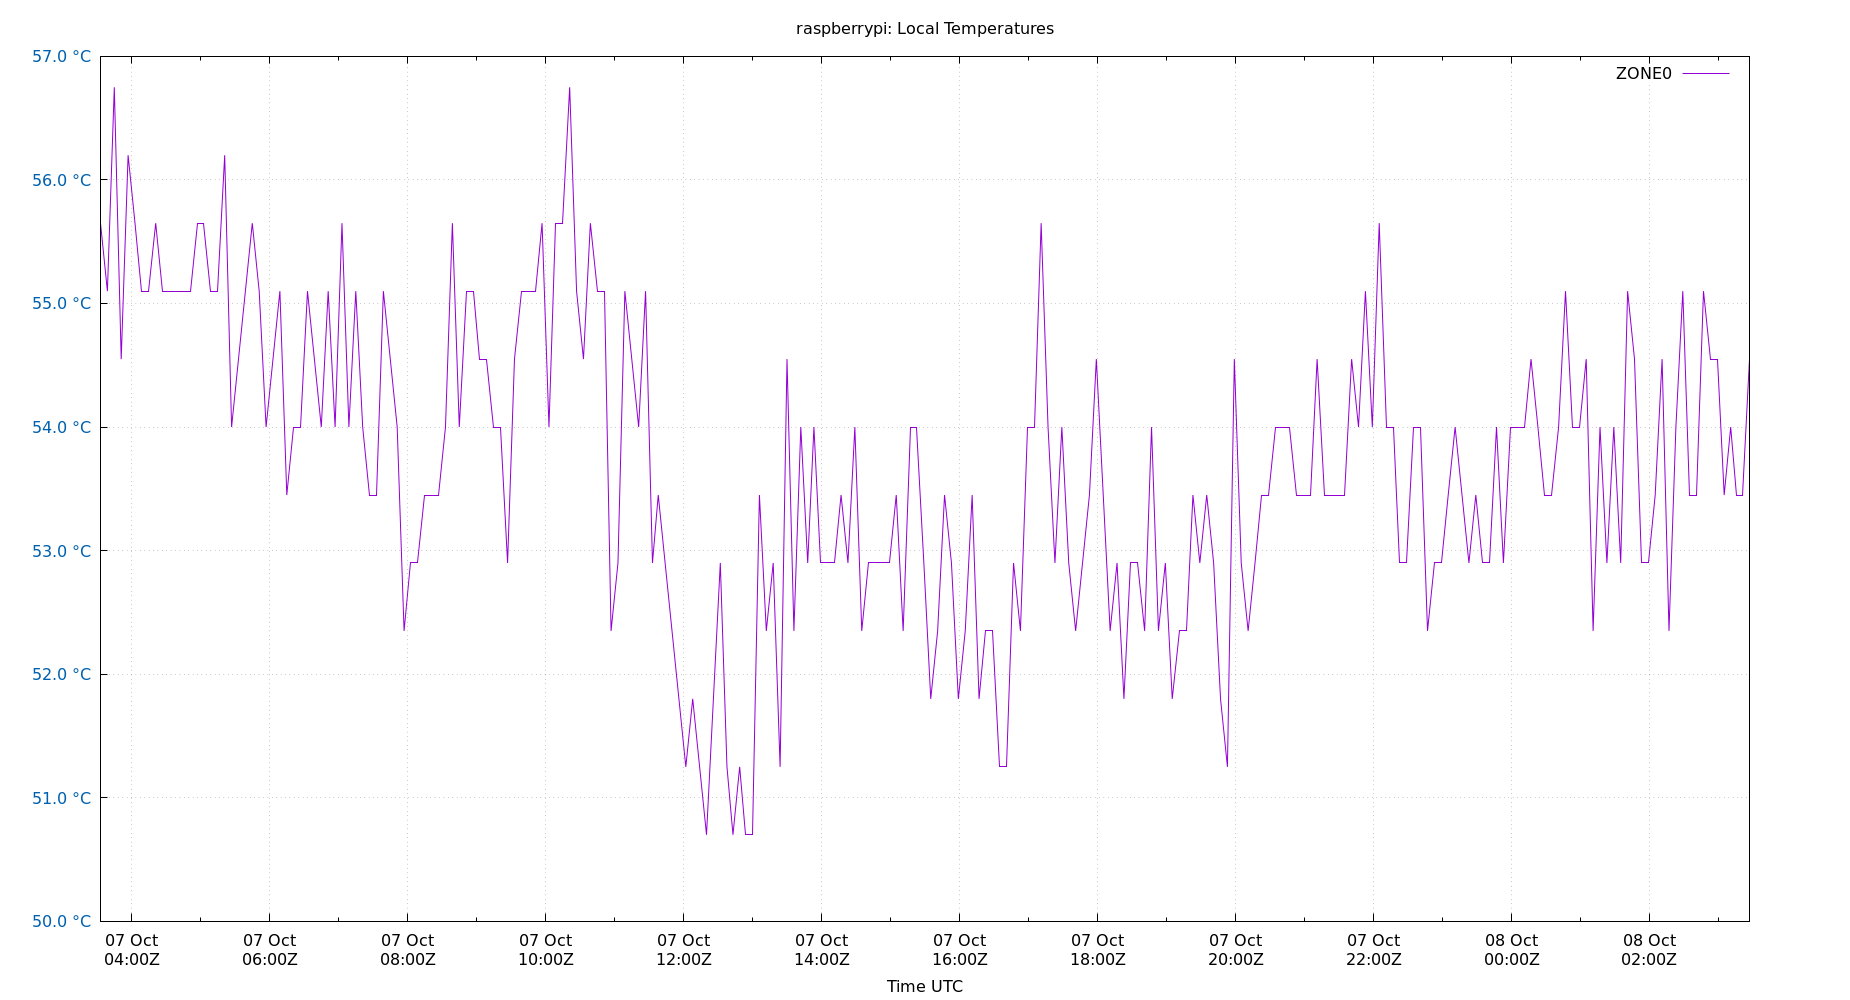 raspberrypi: Local Temperatures
57.0 °C
ZONE0
56.0 °C
55.0 °C
54.0 °C
53.0 °C
52.0 °C
51.0 °C
50.0 °C
07 Oct 07 Oct 07 Oct 07 Oct 07 Oct 07 Oct 07 Oct 07 Oct 07 Oct 07 Oct 08 Oct 08 Oct
04:00Z 06:00Z 08:00Z 10:00Z 12:00Z 14:00Z 16:00Z 18:00Z 20:00Z 22:00Z 00:00Z 02:00Z
Time UTC